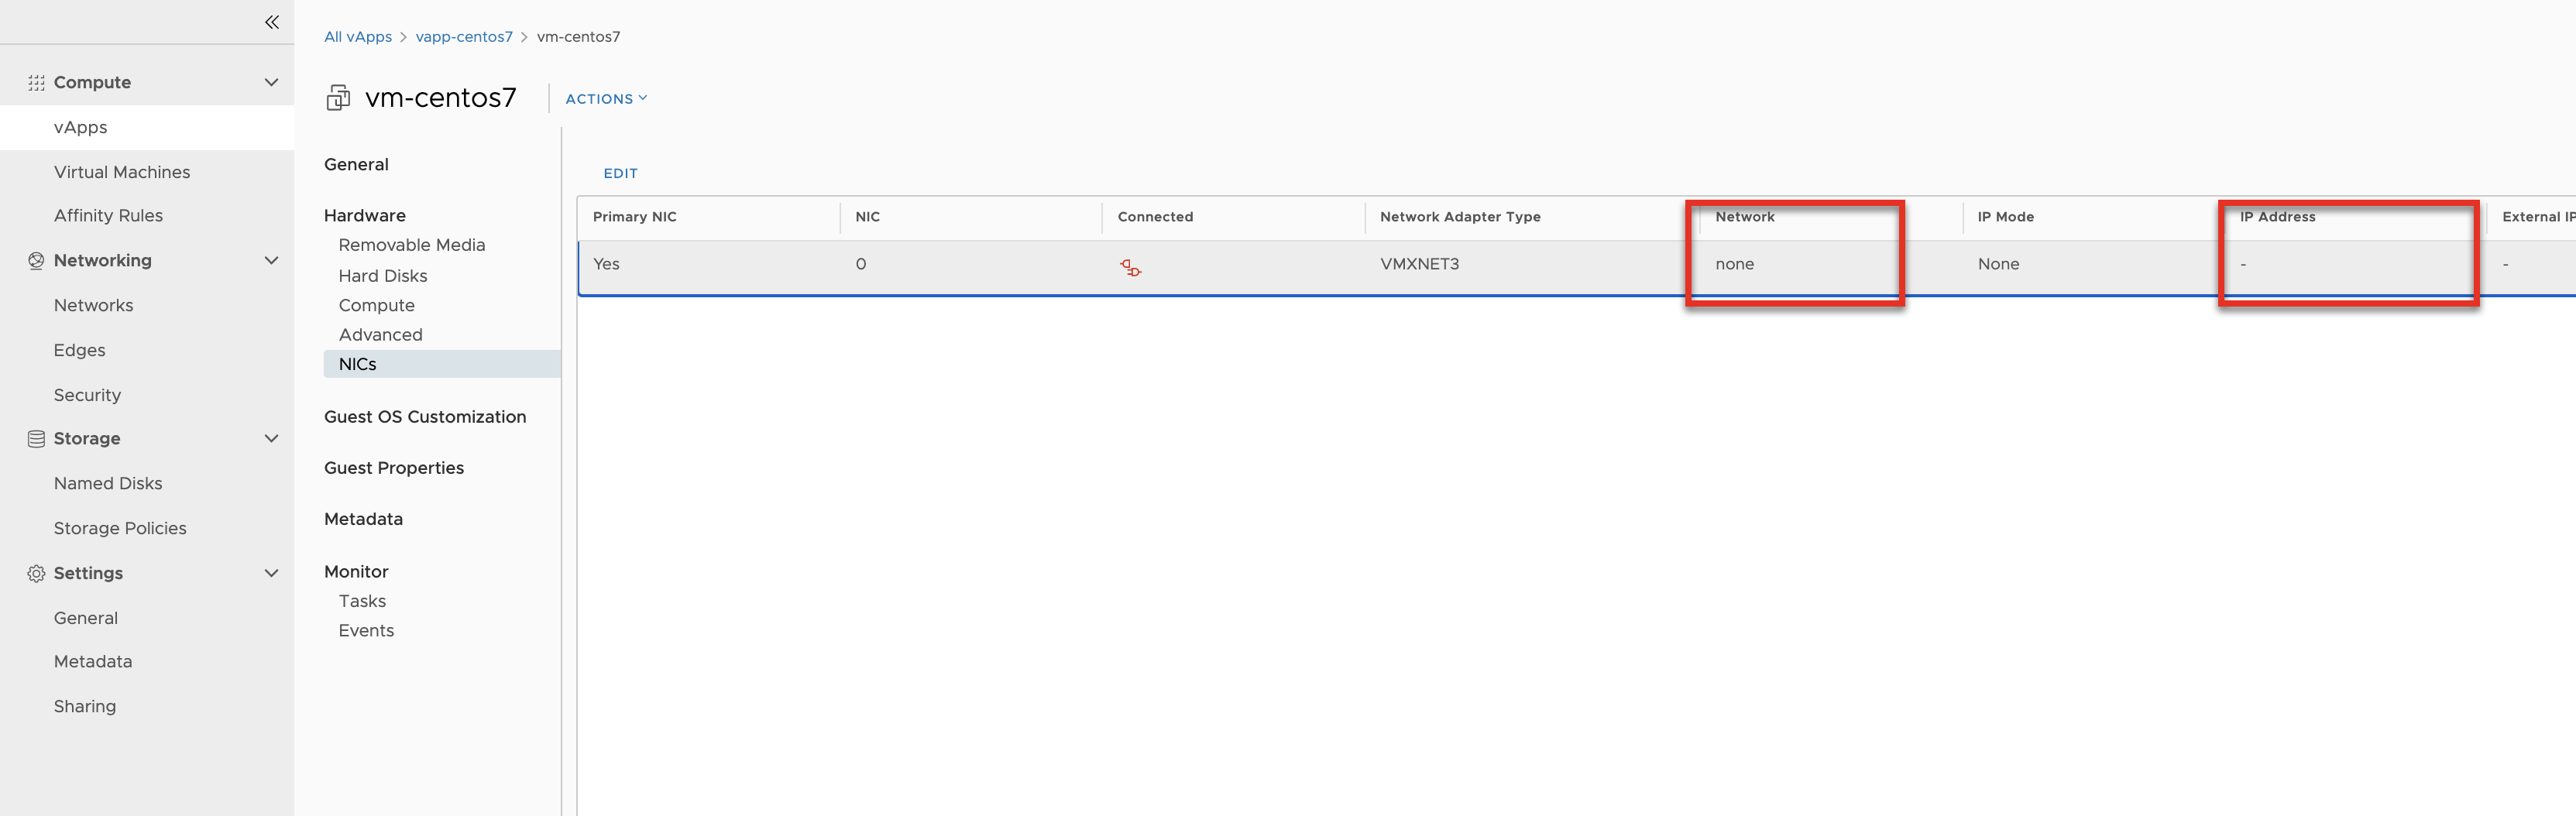 All vApps > vapp-centos7 > vm-centos7
Compute
vApps
Virtual Machines
Affinity Rules
Networking
Networks
Edges
Security
Storage
Named Disks
Storage Policies
Settings
General
Metadata
Sharing
vm-centos7 ACTIONS
General
Hardware
Removable Media
Hard Disks
Compute
Advanced
NICs
Guest OS Customization
Guest Properties
Metadata
Monitor
Tasks
Events
EDIT
Primary NIC NIC Connected Network Adapter Type Network IP Mode IP Address External IP
Yes 0 VMXNET3 none None - -